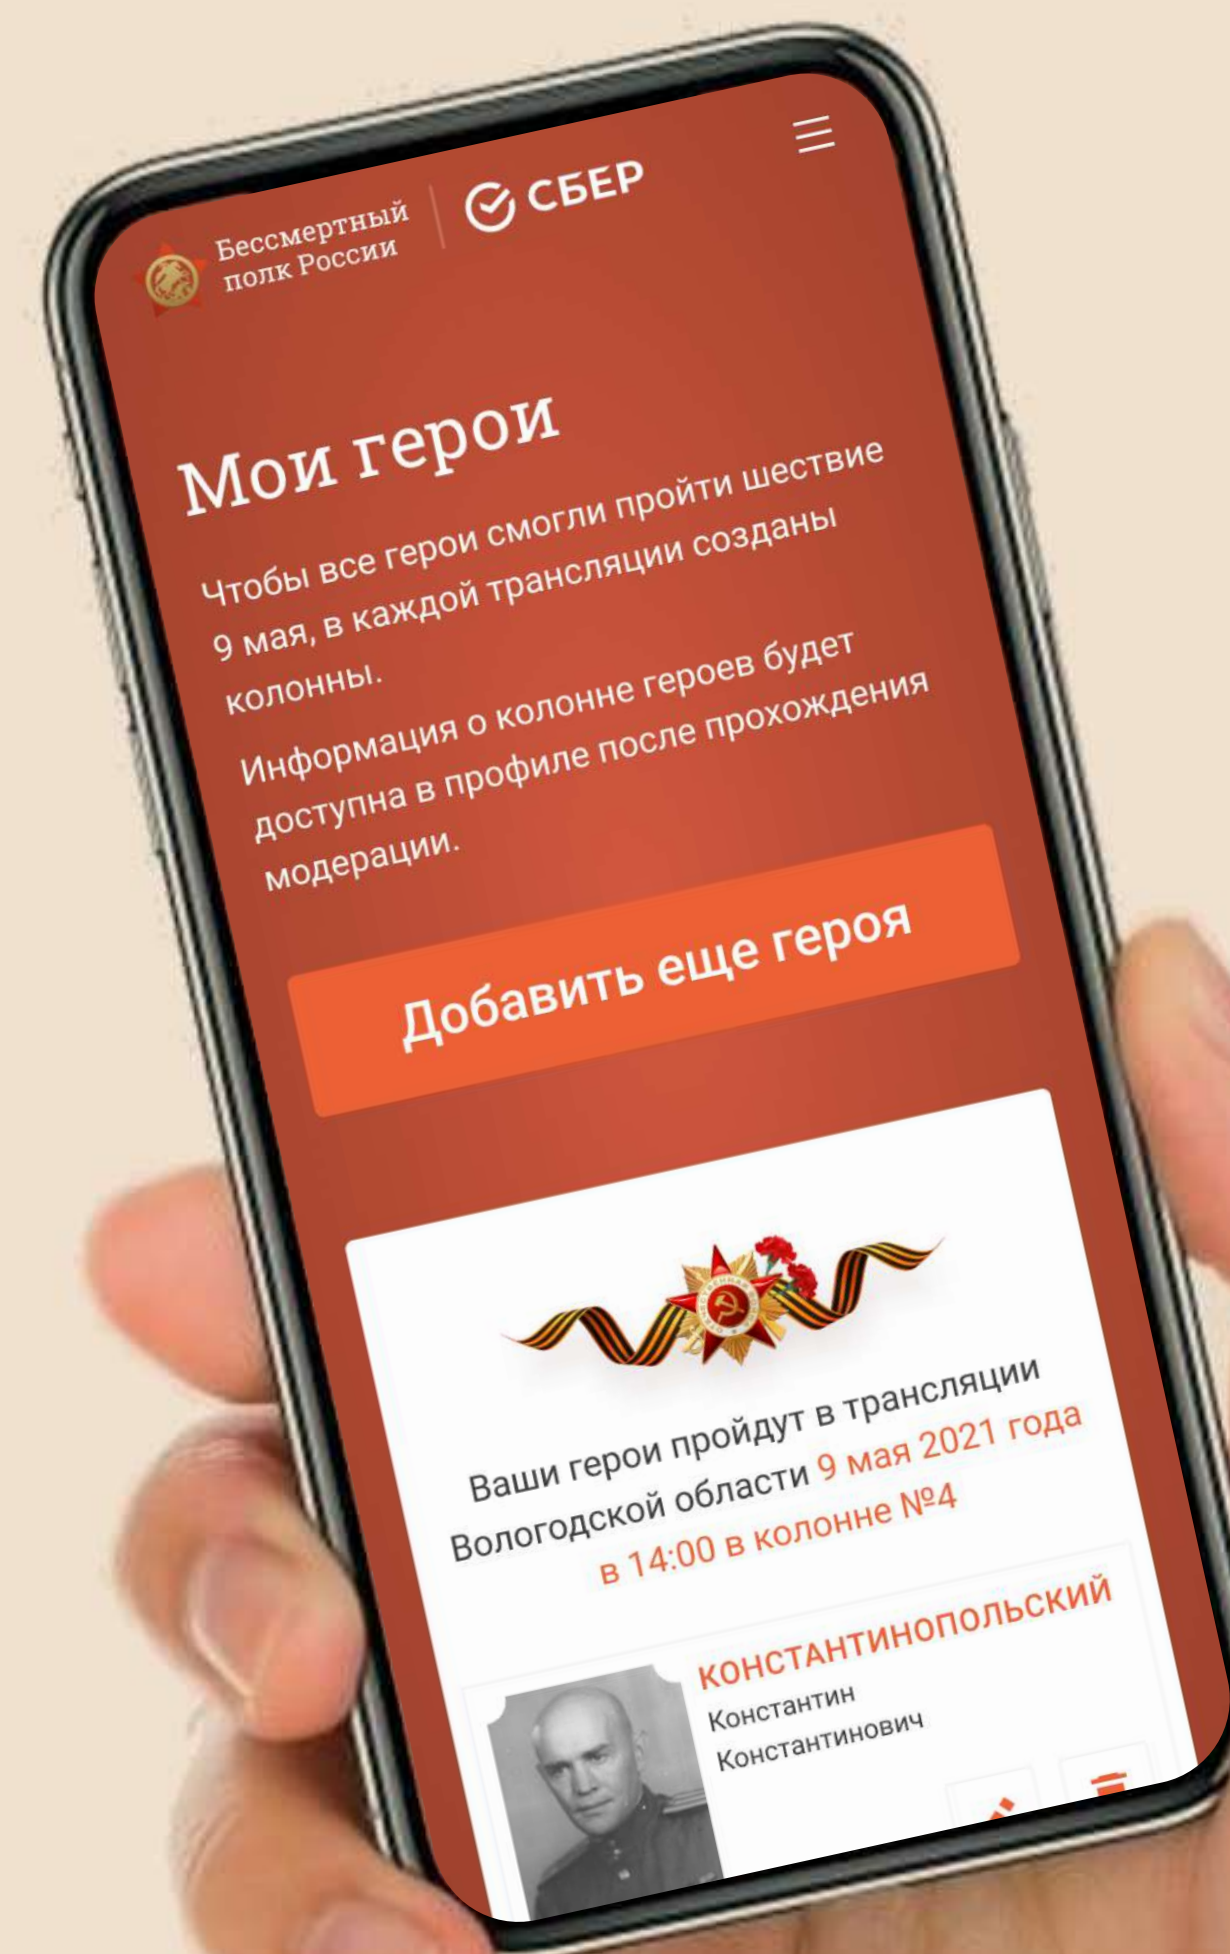 Бессмертный
полк России
СБЕР
Мои герои
Чтобы все герои смогли пройти шествие
9 мая, в каждой трансляции созданы
колонны.
Информация о колонне героев будет
доступна в профиле после прохождения
модерации.
Добавить еще героя
Ваши герои пройдут в трансляции
Вологодской области 9 мая 2021 года
в 14:00 в колонне №4
КОНСТАНТИНОПОЛЬСКИЙ
Константин
Константинович